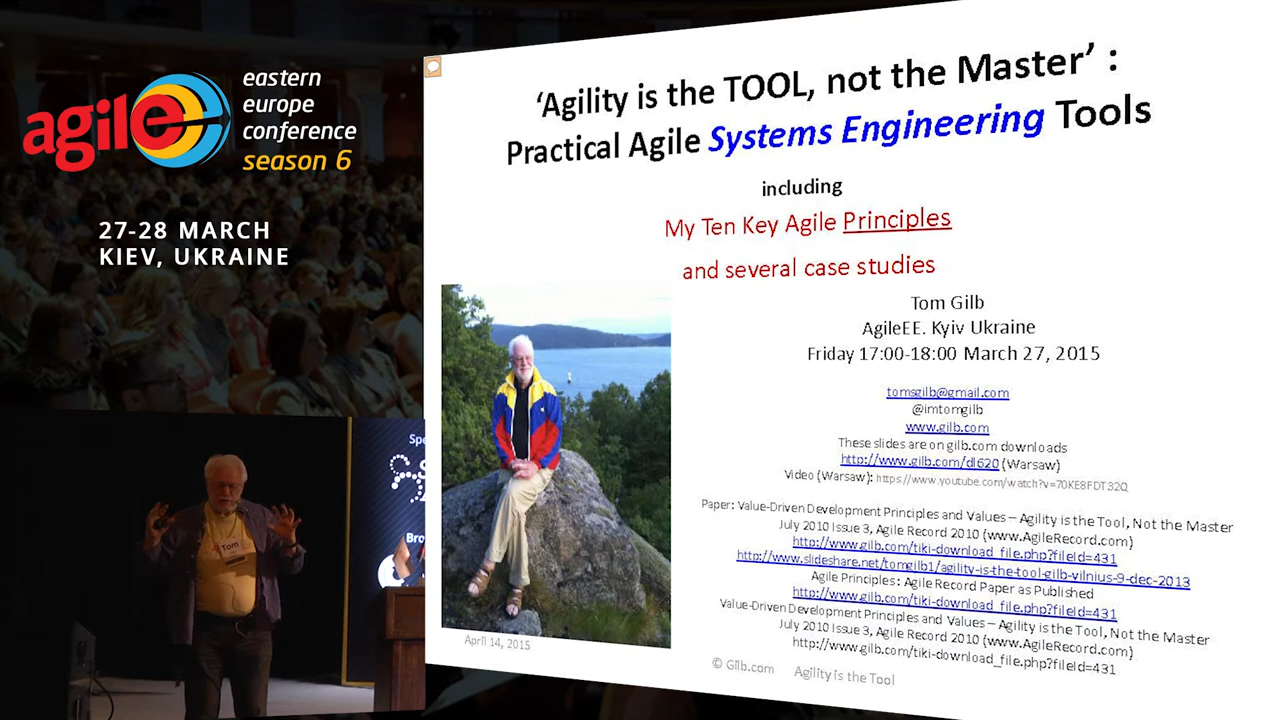 agile
eastern
europe
conference
season 6
27-28 MARCH
KIEV, UKRAINE
Tom
'Agility is the TOOL, not the Master' :
Practical Agile Systems Engineering Tools
including
My Ten Key Agile Principles
and several case studies
Tom Gilb
AgileEE. Kyiv Ukraine
Friday 17:00-18:00 March 27, 2015
tomsgilb@gmail.com
@imtomgilb
www.gilb.com
These slides are on gilb.com downloads
http://www.gilb.com/dl620 (Warsaw)
Video (Warsaw): https://www.youtube.com/watch?v=70KE8FDT32Q
Paper: Value-Driven Development Principles and Values – Agility is the Tool, Not the Master
July 2010 Issue 3, Agile Record 2010 (www.AgileRecord.com)
http://www.gilb.com/tiki-download_file.php?fileId=431
http://www.slideshare.net/tomgilb1/agility-is-the-tool-gilb-vilnius-9-dec-2013
Agile Principles: Agile Record Paper as Published
http://www.gilb.com/tiki-download_file.php?fileId=431
Value-Driven Development Principles and Values – Agility is the Tool, Not the Master
July 2010 Issue 3, Agile Record 2010 (www.AgileRecord.com)
http://www.gilb.com/tiki-download_file.php?fileId=431
April 14, 2015
© Gilb.com Agility is the Tool